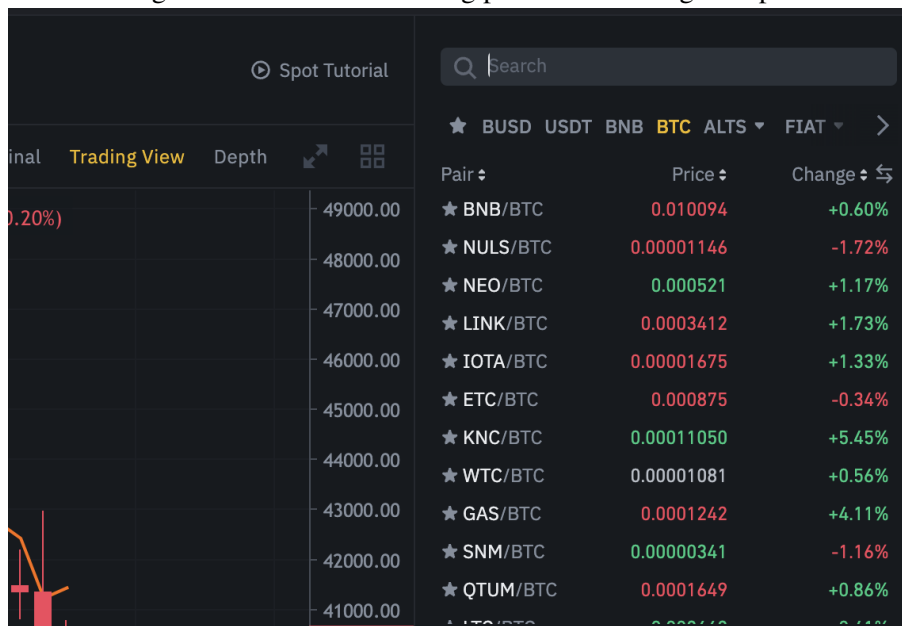 Spot Tutorial
inal Trading View Depth
0.20%)
49000.00
48000.00
47000.00
46000.00
45000.00
44000.00
43000.00
42000.00
41000.00
Search
BUSD USDT BNB BTC ALTS FIAT
Pair Price Change
BNB/BTC 0.010094 +0.60%
NULS/BTC 0.00001146 -1.72%
NEO/BTC 0.000521 +1.17%
LINK/BTC 0.0003412 +1.73%
IOTA/BTC 0.00001675 +1.33%
ETC/BTC 0.000875 -0.34%
KNC/BTC 0.00011050 +5.45%
WTC/BTC 0.00001081 +0.56%
GAS/BTC 0.0001242 +4.11%
SNM/BTC 0.00000341 -1.16%
QTUM/BTC 0.0001649 +0.86%